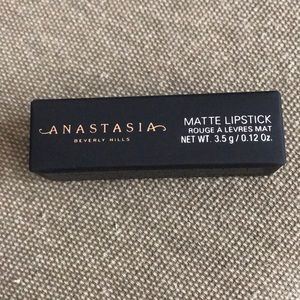 ANASTASIA
BEVERLY HILLS
MATTE LIPSTICK
ROUGE À LEVRES MAT
NET WT. 3.5 g / 0.12 Oz.